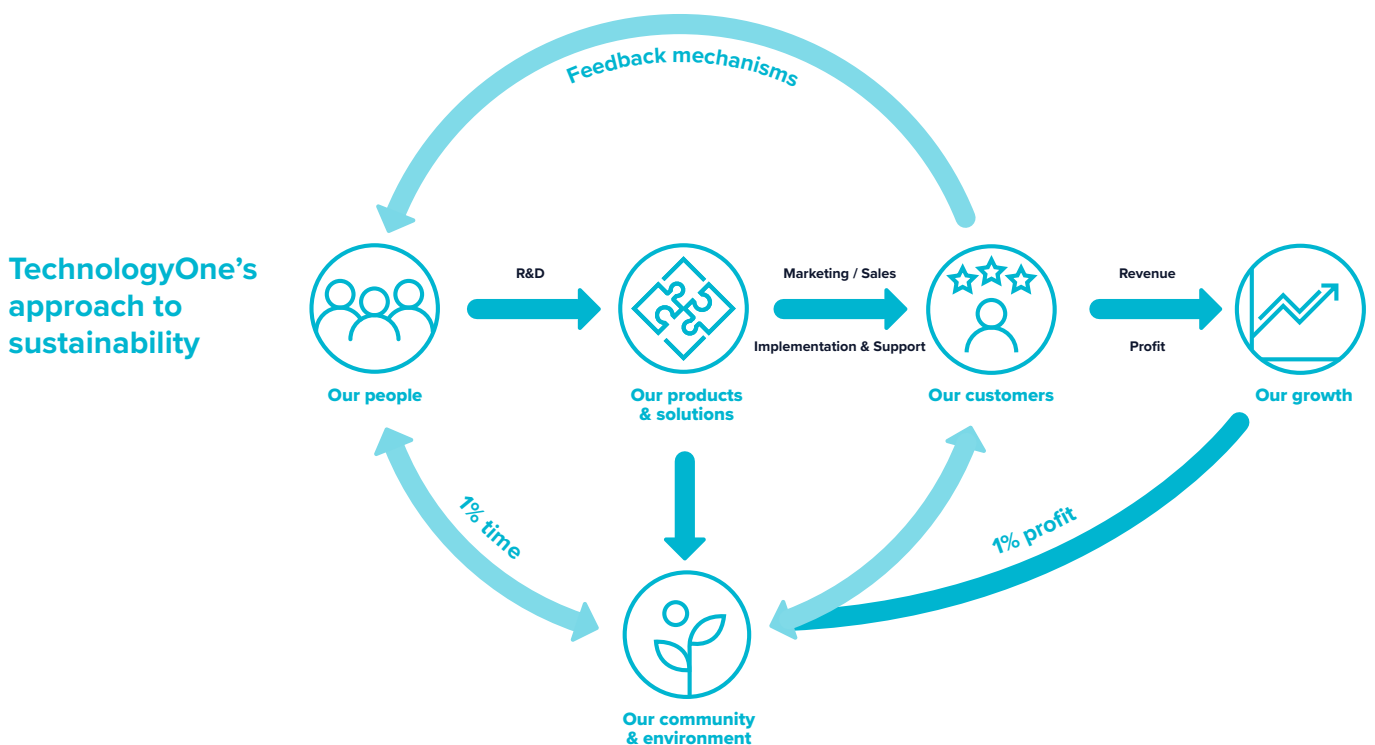 Feedback mechanisms
TechnologyOne’s
approach to
sustainability
R&D
Marketing / Sales
Implementation & Support
Revenue
Profit
Our people
Our products
& solutions
Our customers
Our growth
1% time
1% profit
Our community
& environment